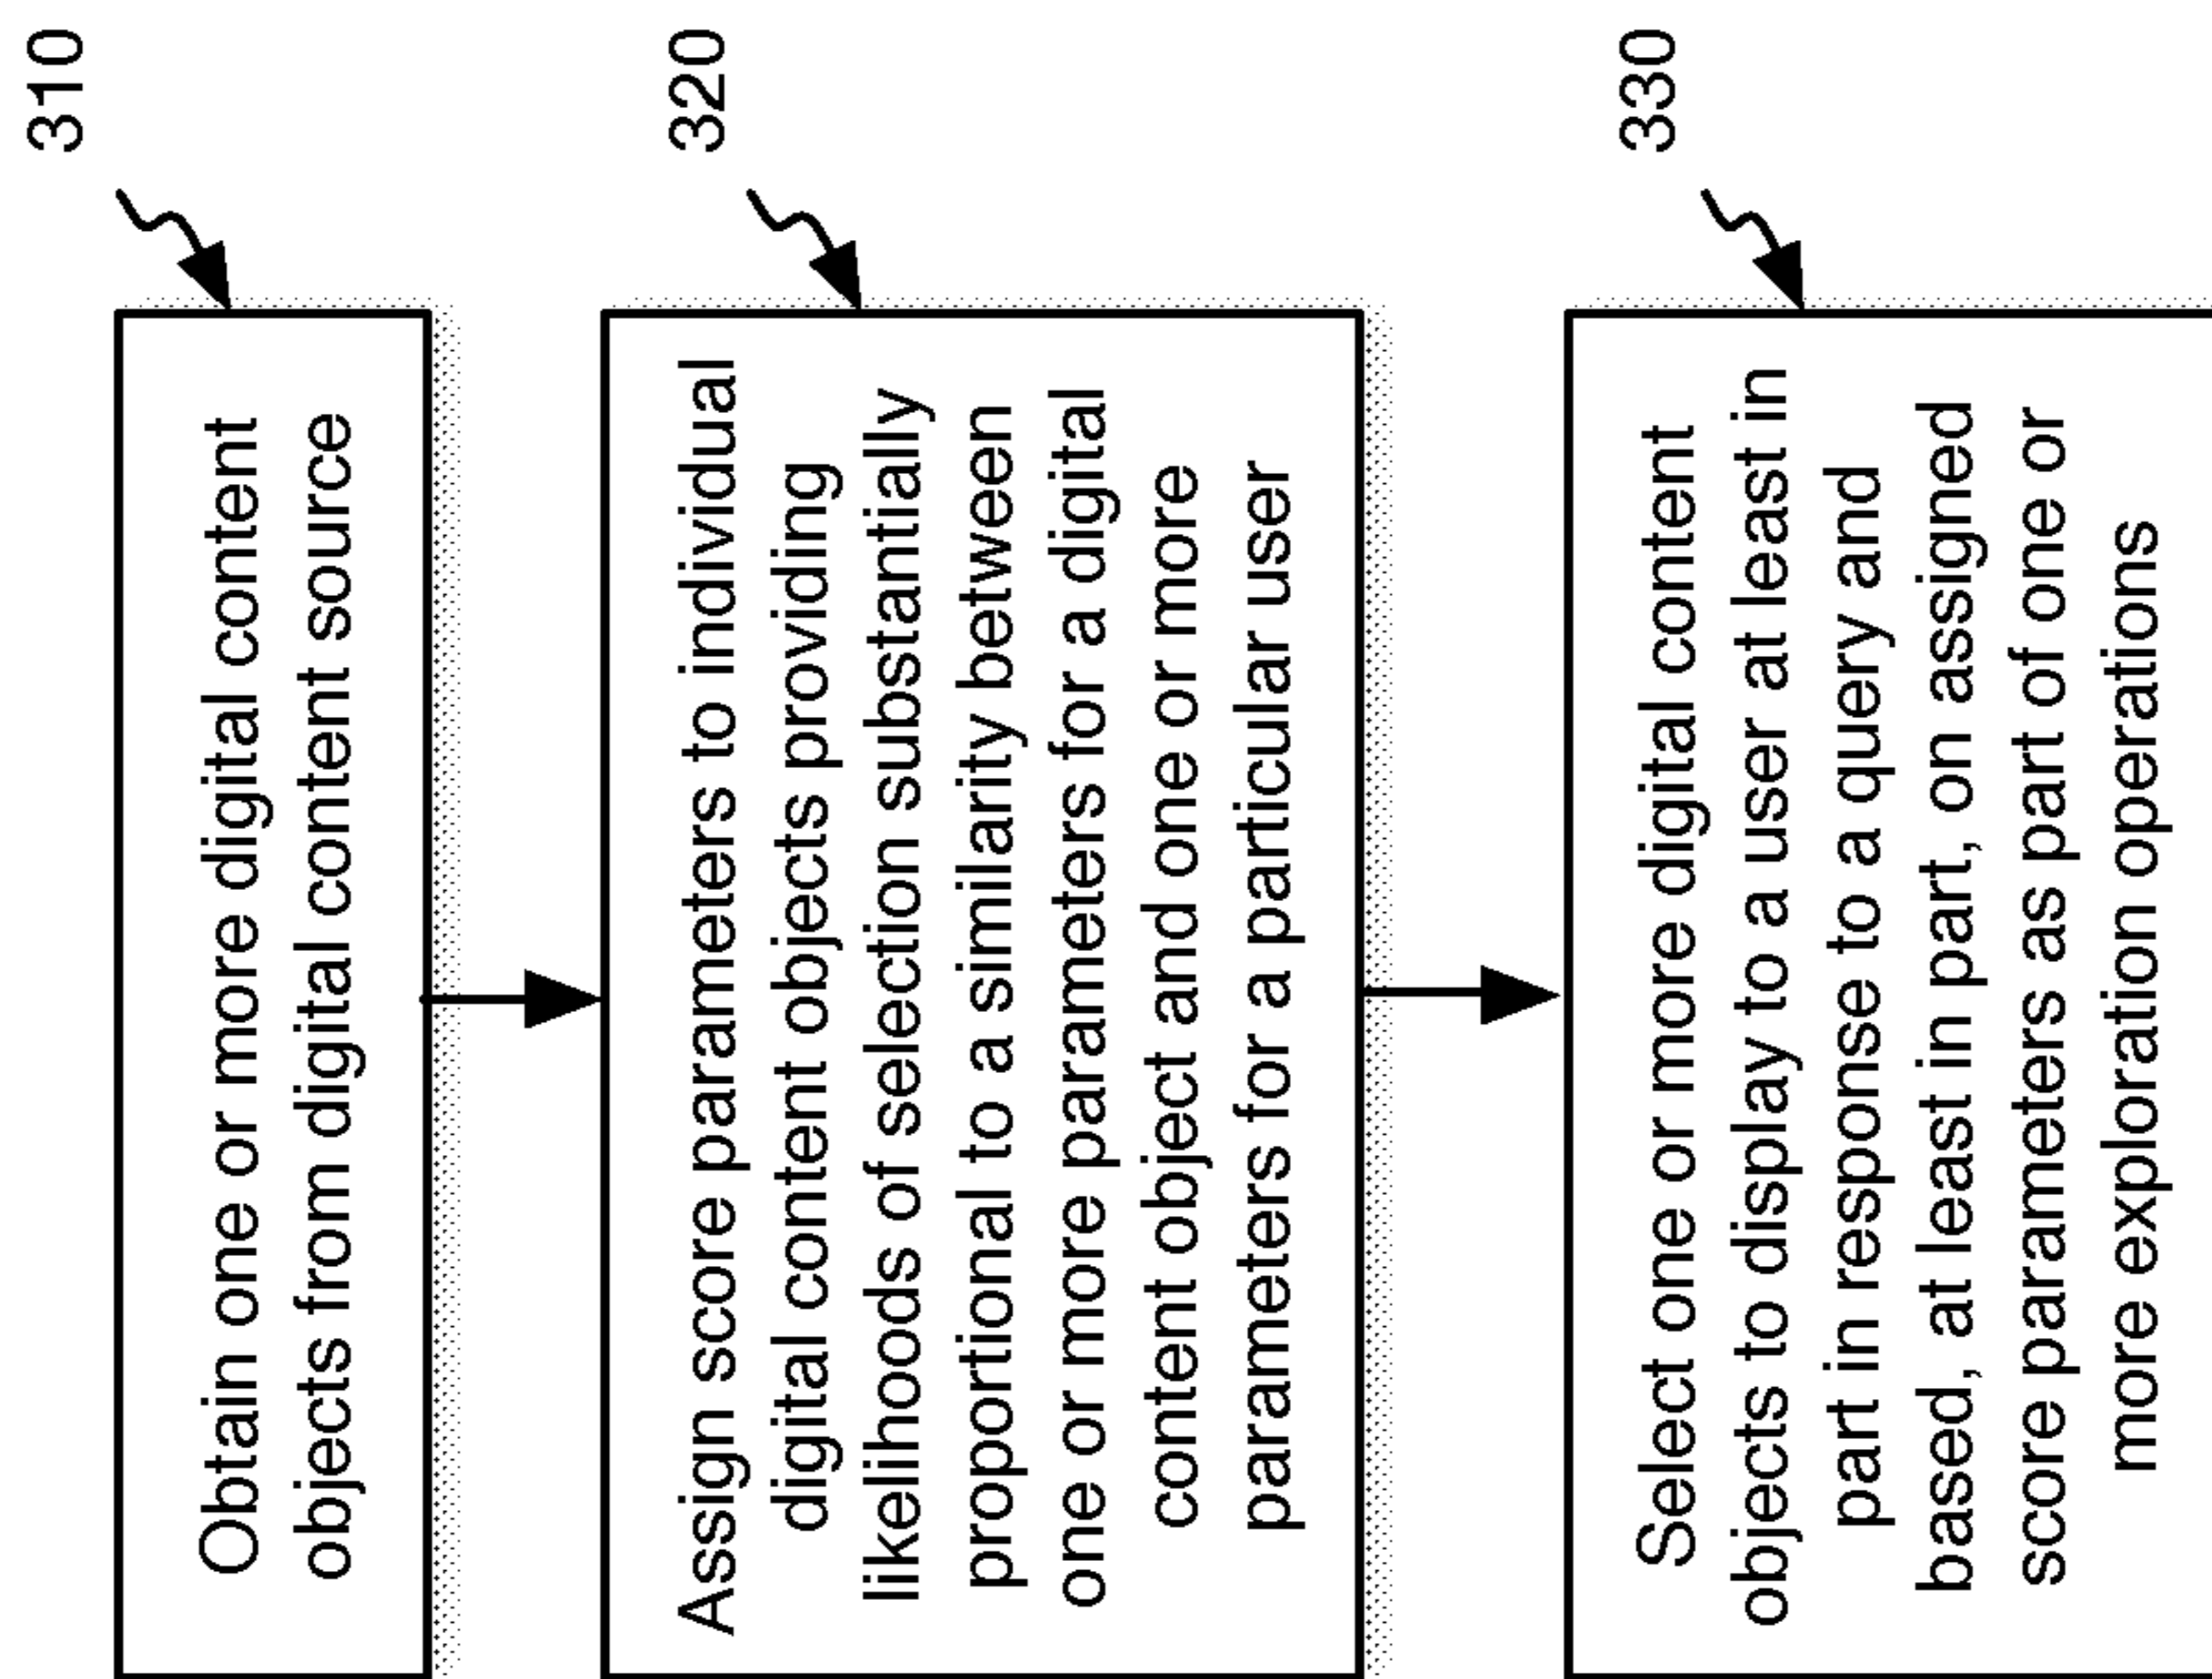 310
Obtain one or more digital content
objects from digital content source
320
Assign score parameters to individual
digital content objects providing
likelihoods of selection substantially
proportional to a similarity between
one or more parameters for a digital
content object and one or more
parameters for a particular user
330
Select one or more digital content
objects to display to a user at least in
part in response to a query and
based, at least in part, on assigned
score parameters as part of one or
more exploration operations